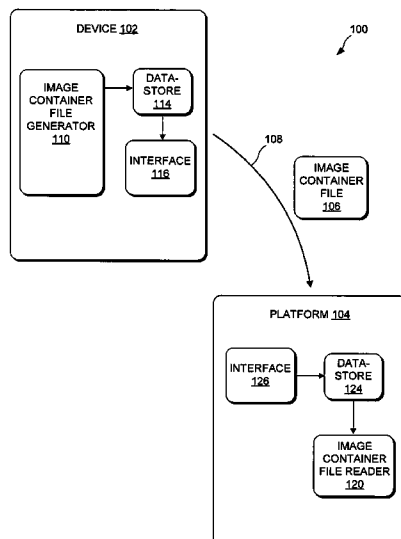 DEVICE 102
100
IMAGE
CONTAINER
FILE
GENERATOR
110
DATA-
STORE
114
INTERFACE
116
108
IMAGE
CONTAINER
FILE
106
PLATFORM 104
INTERFACE
126
DATA-
STORE
124
IMAGE
CONTAINER
FILE READER
120